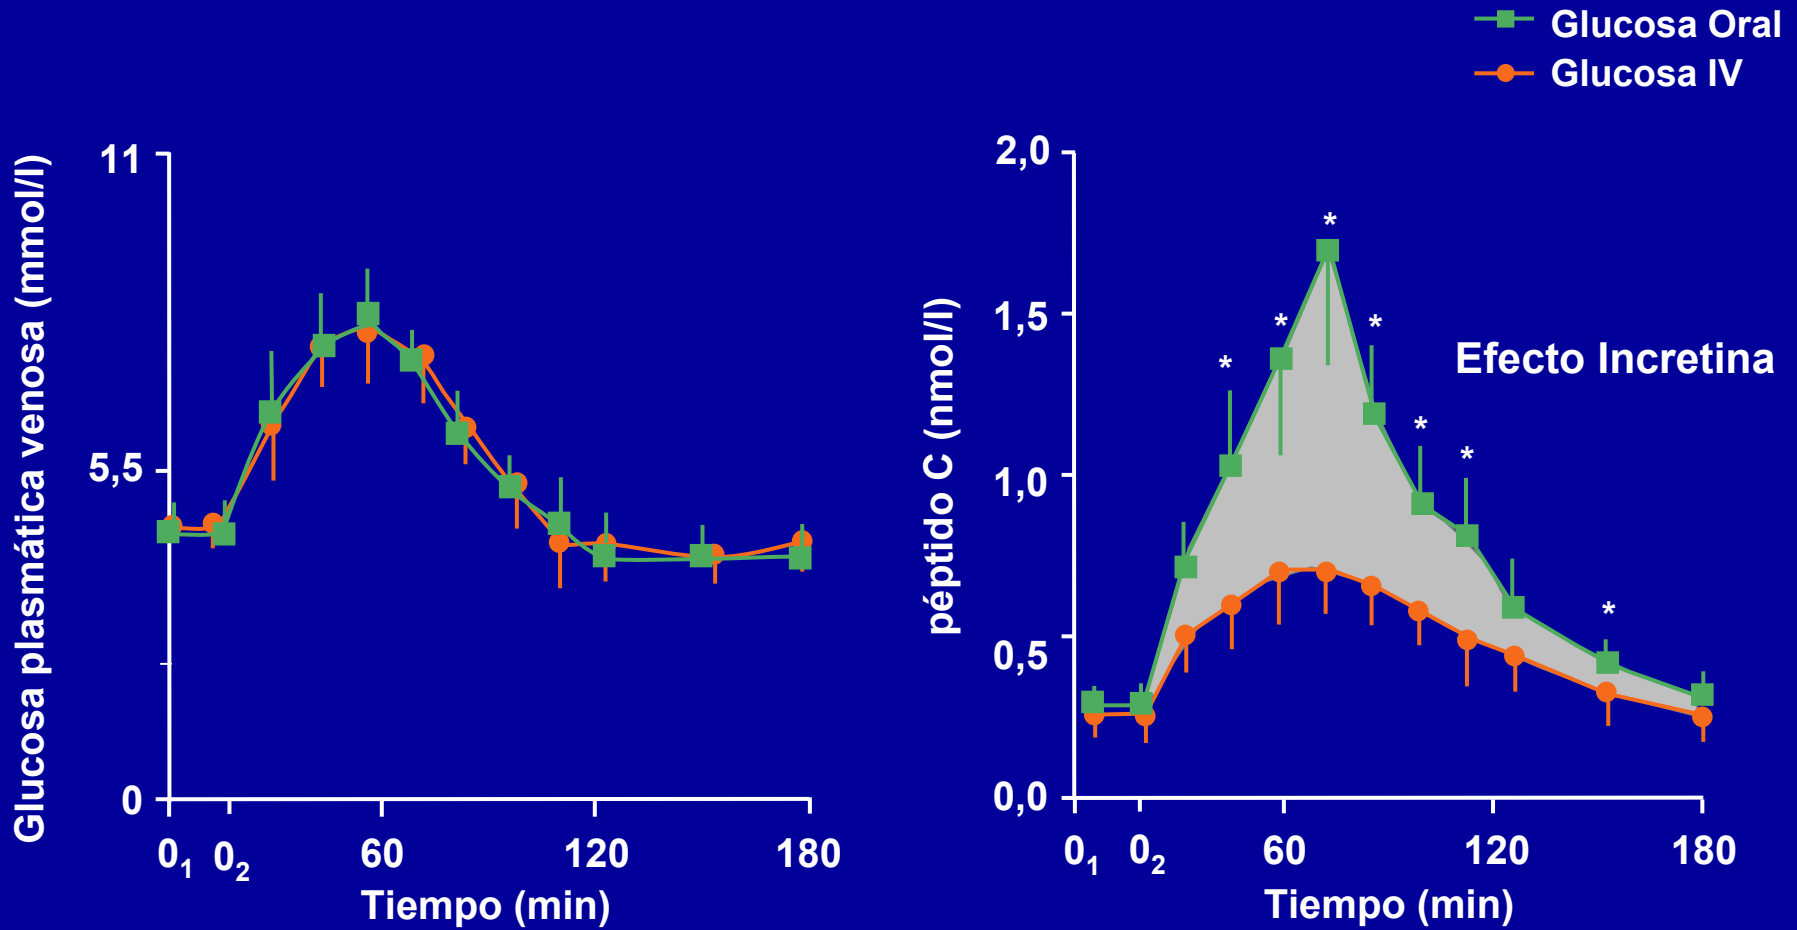 Glucosa Oral
Glucosa IV
Glucosa plasmática venosa (mmol/l)
11
5,5
0
0₁ 0₂ 60 120 180
Tiempo (min)
péptipo C (nmol/l)
2,0
1,5
1,0
0,5
0,0
* * * * * * *
Efecto Incretina
0₁ 0₂ 60 120 180
Tiempo (min)